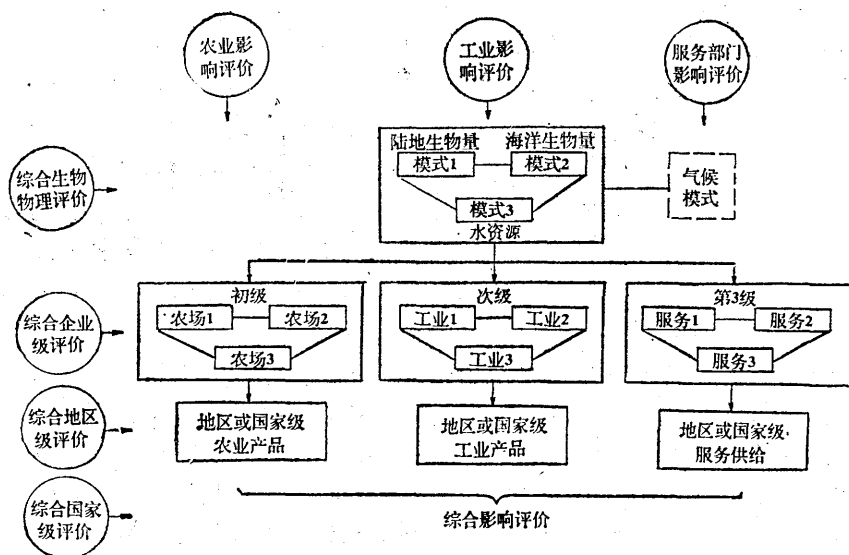 农业影
响评价
工业影
响评价
服务部门
影响评价
综合生物
物理评价
陆地生物量
海洋生物量
模式1
模式2
模式3
水资源
气候
模式
综合企业
级评价
初级
农场1
农场2
农场3
次级
工业1
工业2
工业3
第3级
服务1
服务2
服务3
综合地区
级评价
地区或国家级
农业产品
地区或国家级
工业产品
地区或国家级
服务供给
综合国家
级评价
综合影响评价